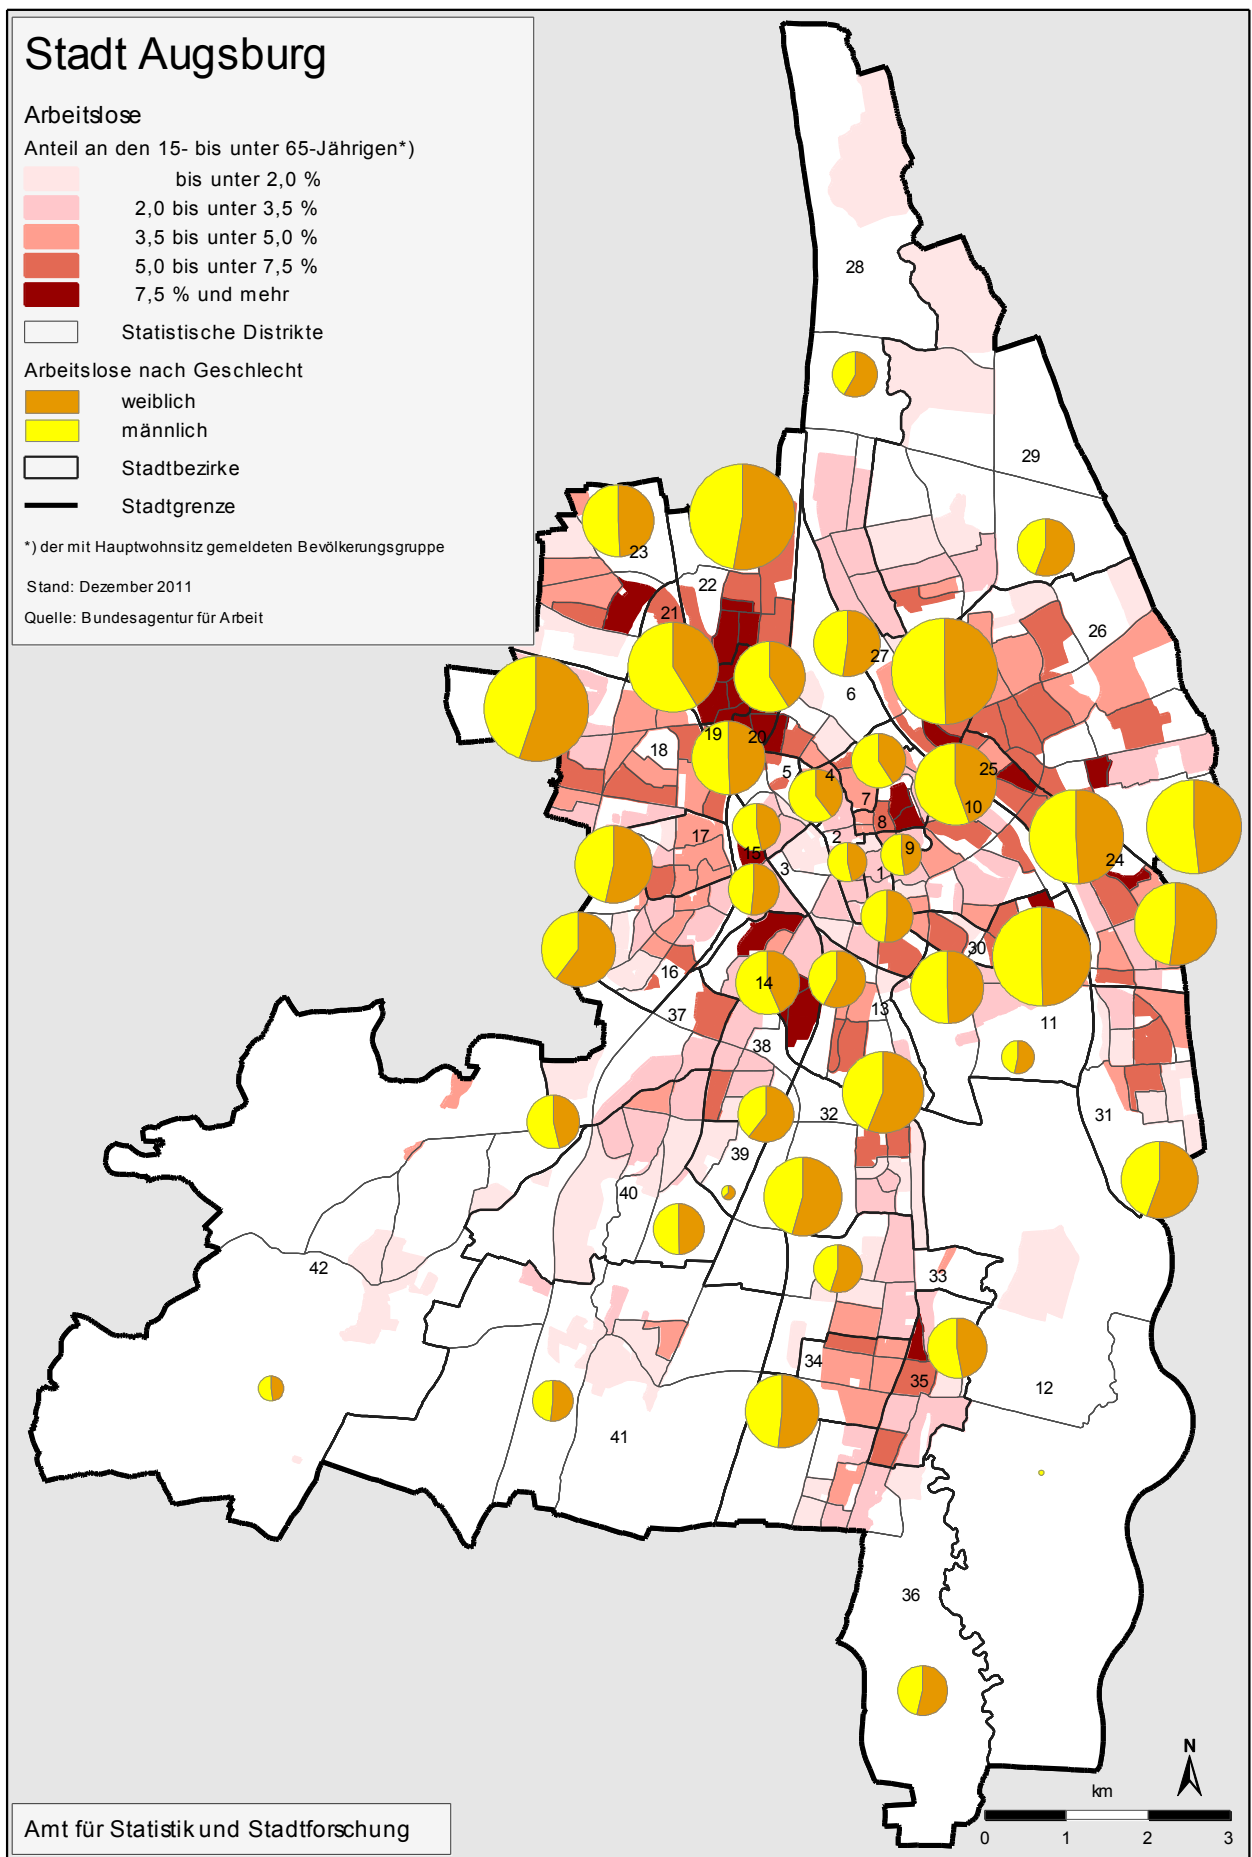 Stadt Augsburg
Arbeitslose
Anteil an den 15- bis unter 65-Jährigen*)
bis unter 2,0 %
2,0 bis unter 3,5 %
3,5 bis unter 5,0 %
5,0 bis unter 7,5 %
7,5 % und mehr
Statistische Distrikte
Arbeitslose nach Geschlecht
weiblich
männlich
Stadtbezirke
Stadtgrenze
*) der mit Hauptwohnsitz gemeldeten Bevölkerungsgruppe
Stand: Dezember 2011
Quelle: Bundesagentur für Arbeit
28
29
23
22
21
26
27
6
19
20
18
5
4
25
7
10
8
17
2
9
15
3
1
24
30
16
14
13
37
11
38
32
31
39
40
42
33
34
35
12
41
36
N
km
0 1 2 3
Amt für Statistik und Stadtforschung